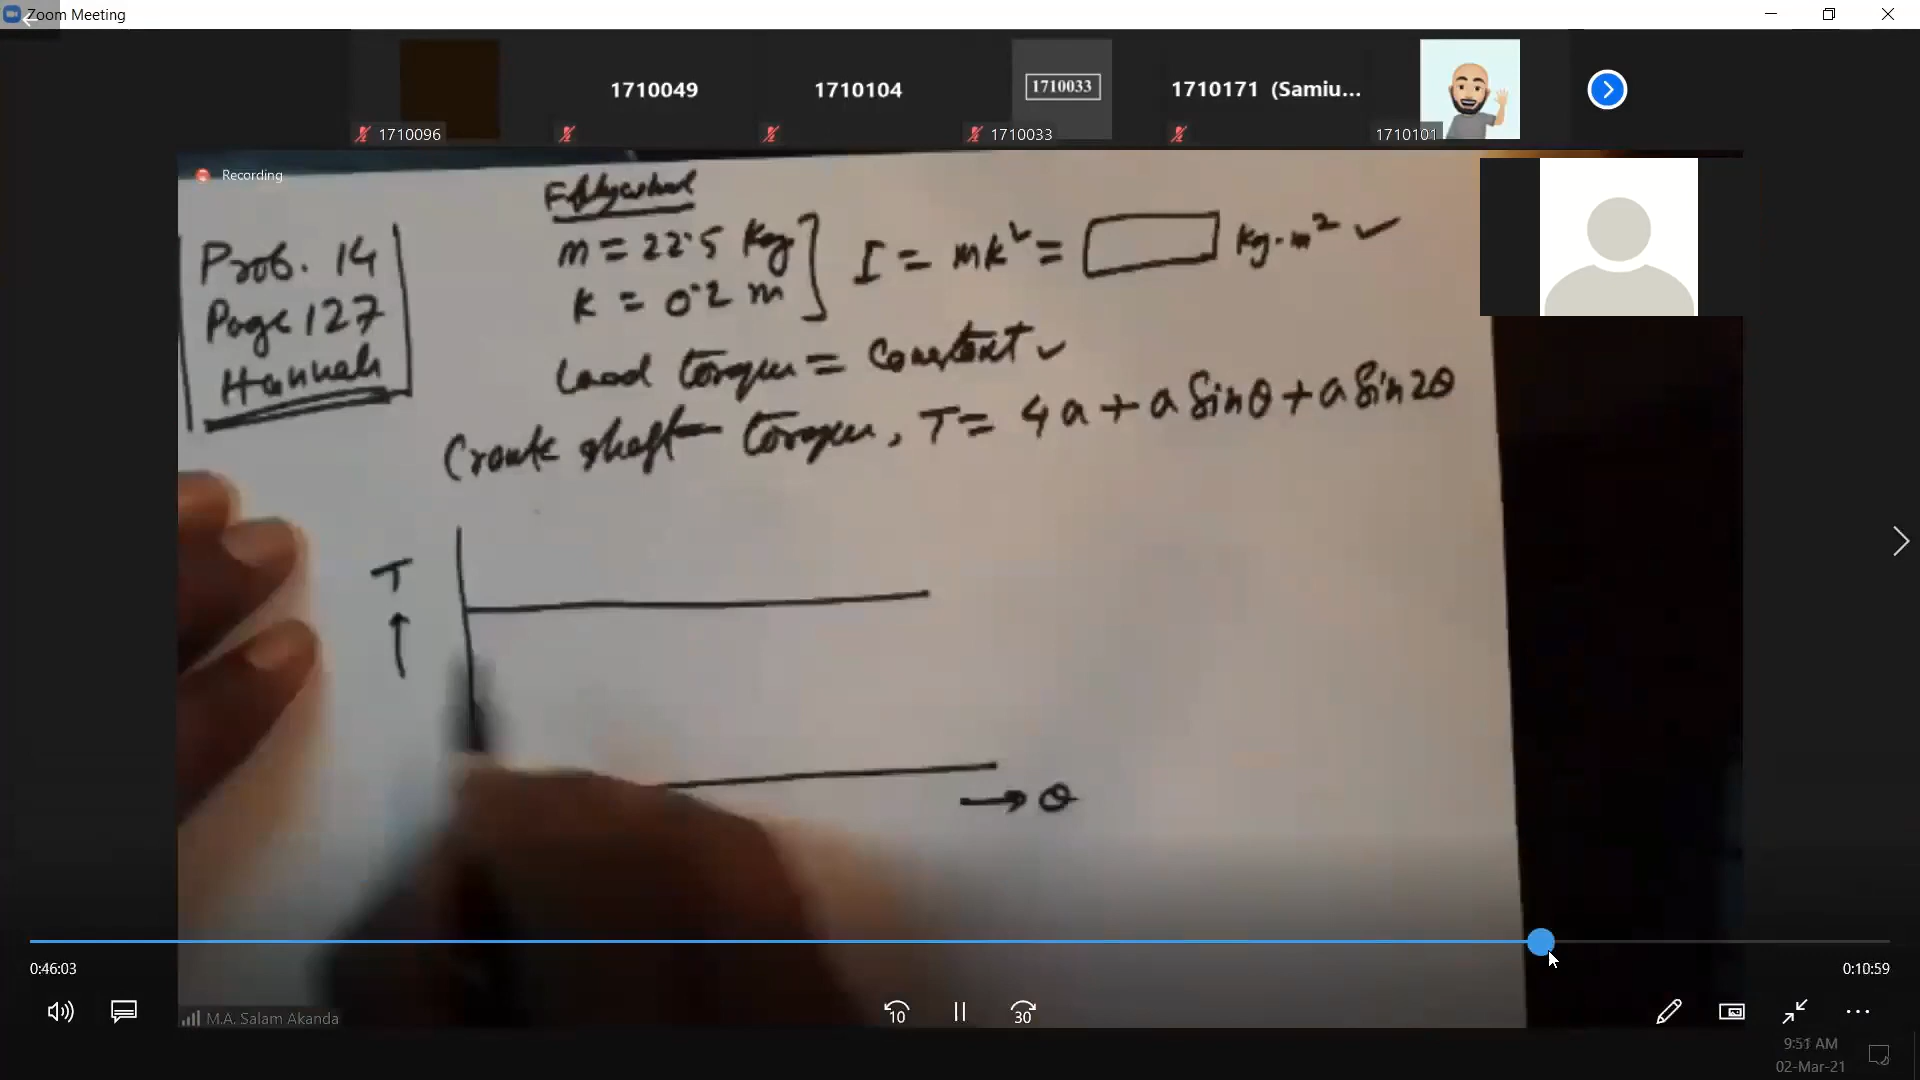 Zoom Meeting
1710049
1710104
1710033
1710171 (Samiu...
1710096
1710033
1710101
Recording
Prob. 14
Page 127
Hannah
m = 22.5 kg
k = 0.2 m
I = mk² = kg.m²
Load torque = Constant
Crank shaft torque, T = 4a + a Sinθ + a Sin2θ
T
θ
0:46:03
0:10:59
10
30
M.A. Salam Akanda
9:51 AM
02-Mar-21